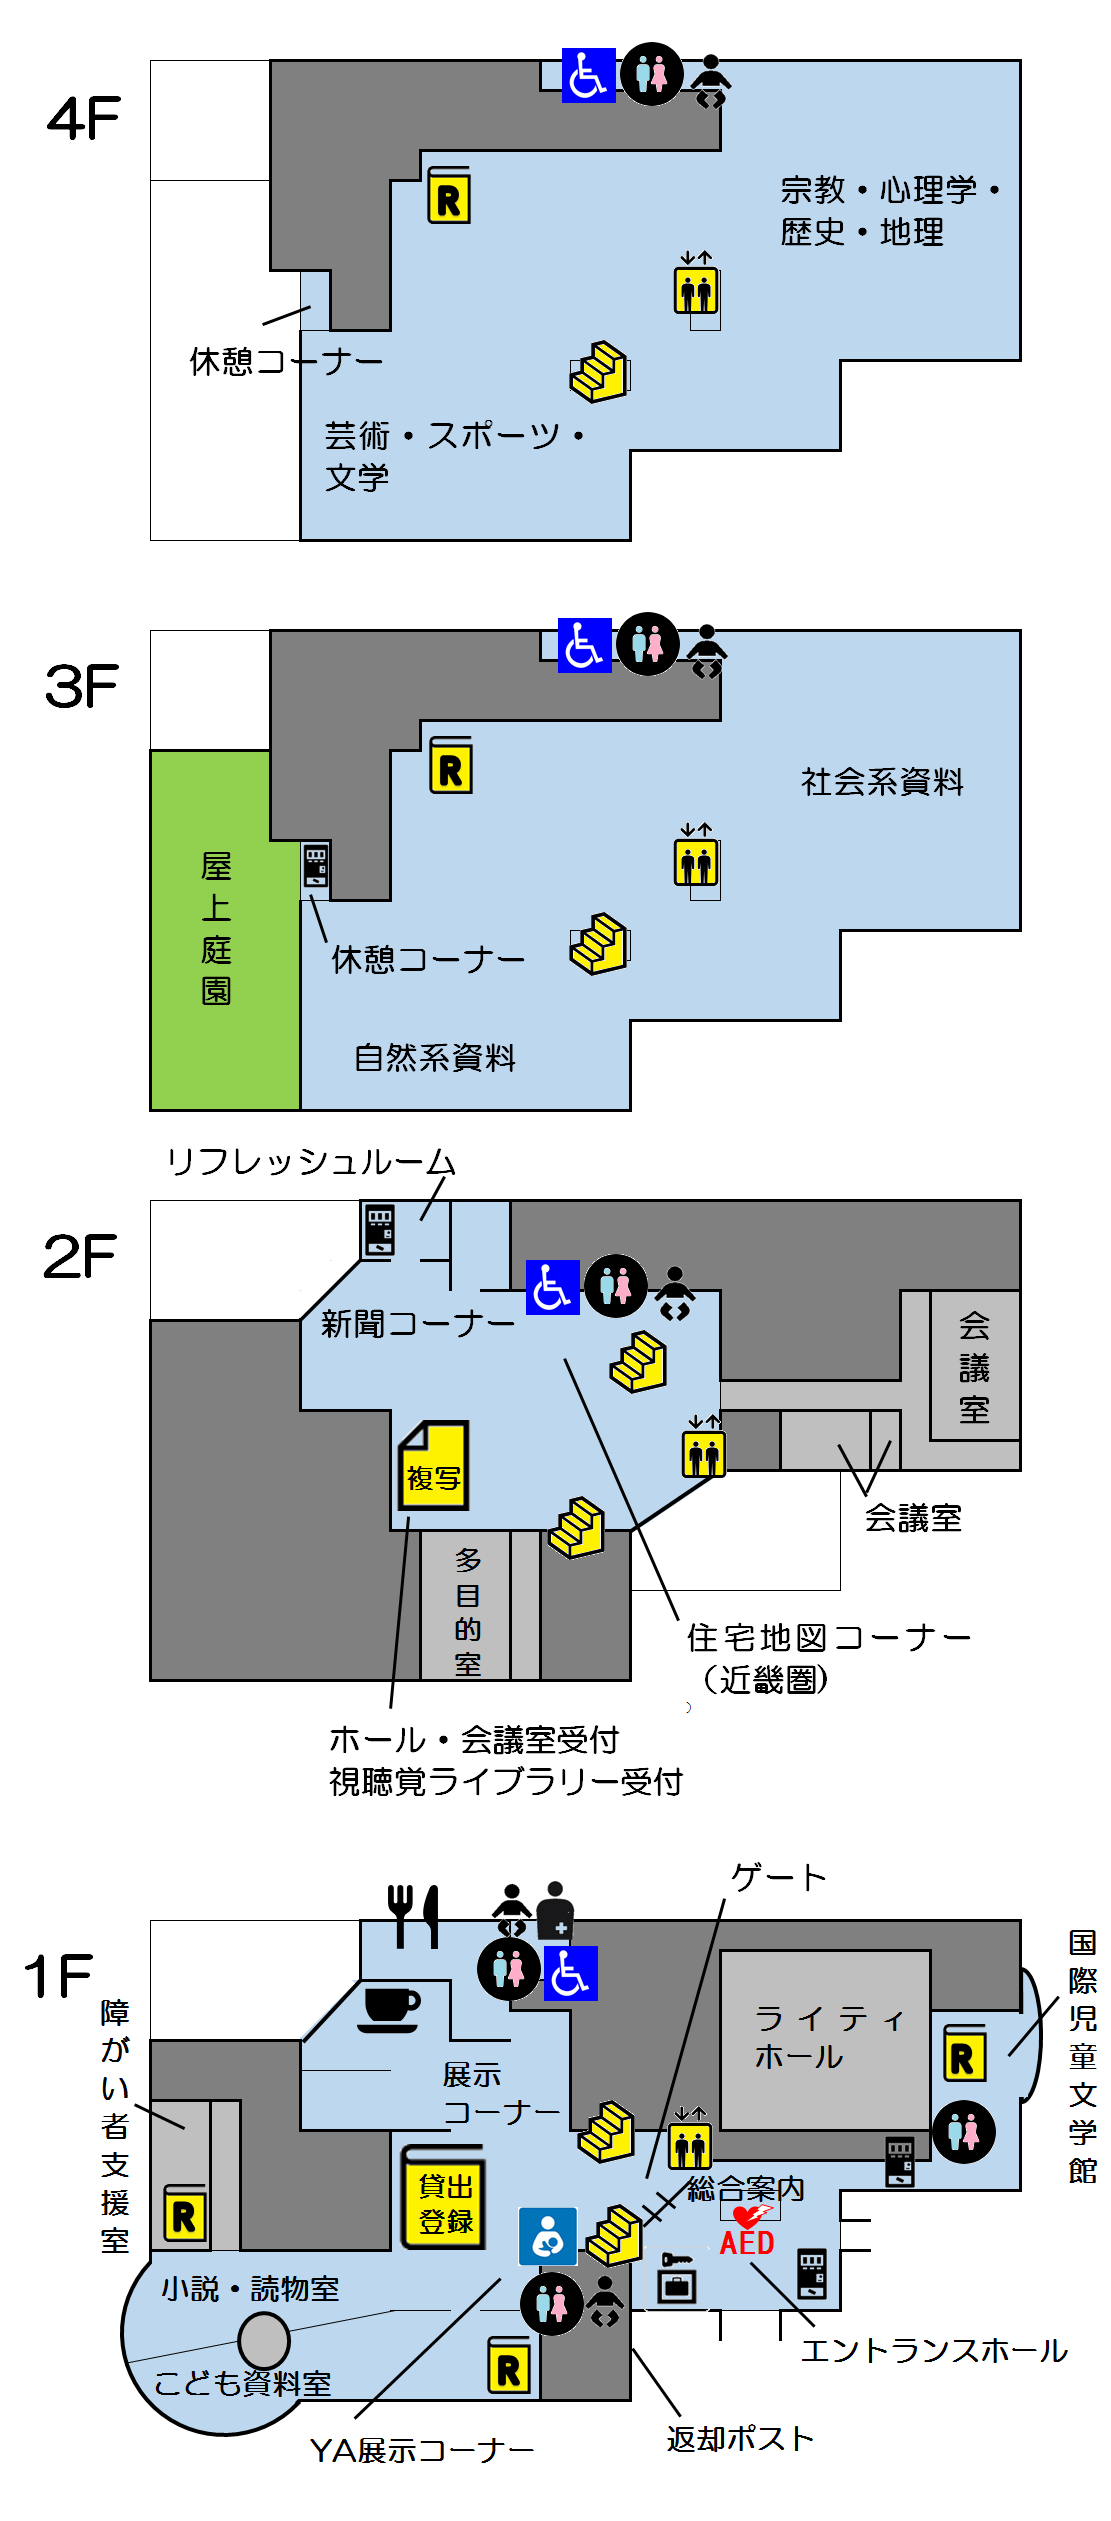 4F
R
宗教・心理学・
歴史・地理
休憩コーナー
芸術・スポーツ・
文学
3F
R
社会系資料
屋上庭園
休憩コーナー
自然系資料
リフレッシュルーム
2F
新聞コーナー
会議室
複写
会議室
多目的室
住宅地図コーナー
（近畿圏）
）
ホール・会議室受付
視聴覚ライブラリー受付
ゲート
1F
国際児童文学館
障がい者支援室
ライティ
ホール
R
展示
コーナー
貸出
登録
総合案内
AED
R
小説・読物室
エントランスホール
R
こども資料室
YA展示コーナー
返却ポスト